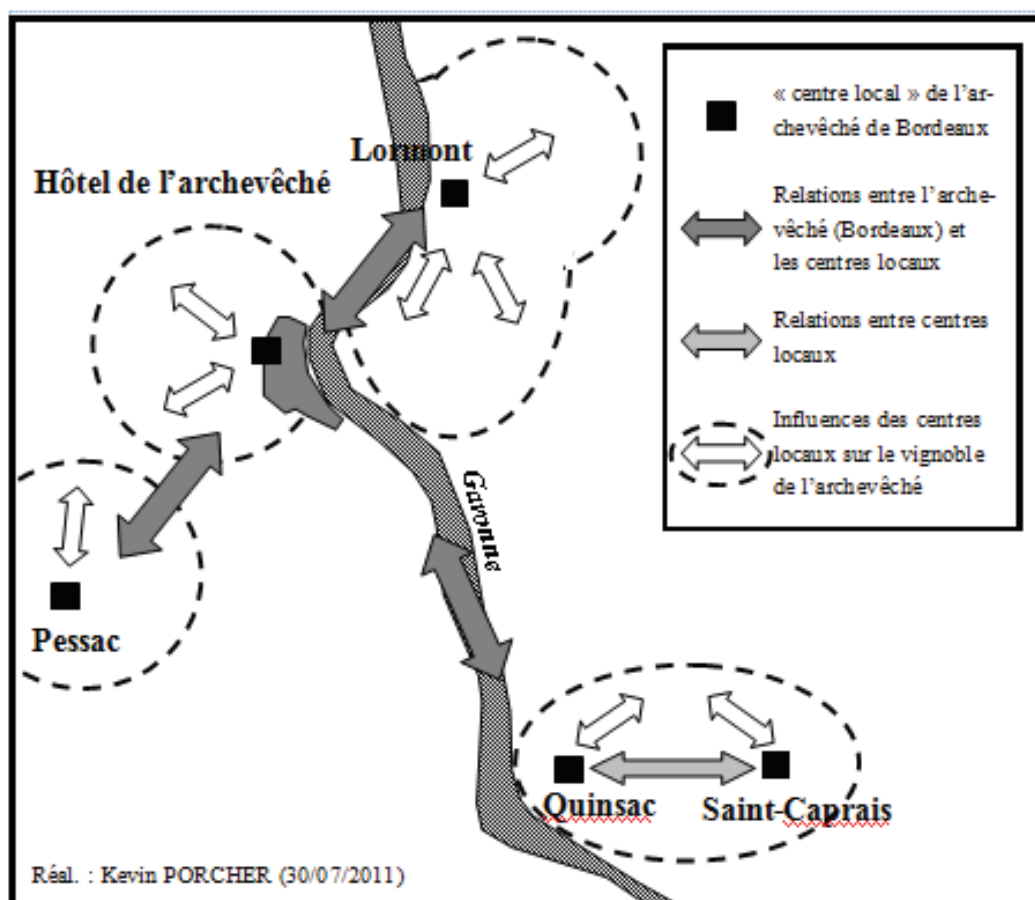 « centre local » de l'ar-
chevêché de Bordeaux
Lormont
Hôtel de l'archevêché
Relations entre l'arche-
vêché (Bordeaux) et
les centres locaux
Relations entre centres
locaux
Influences des centres
locaux sur le vignoble
de l'archevêché
Garonne
Pessac
Quinsac
Saint-Caprais
Réal. : Kevin PORCHER (30/07/2011)